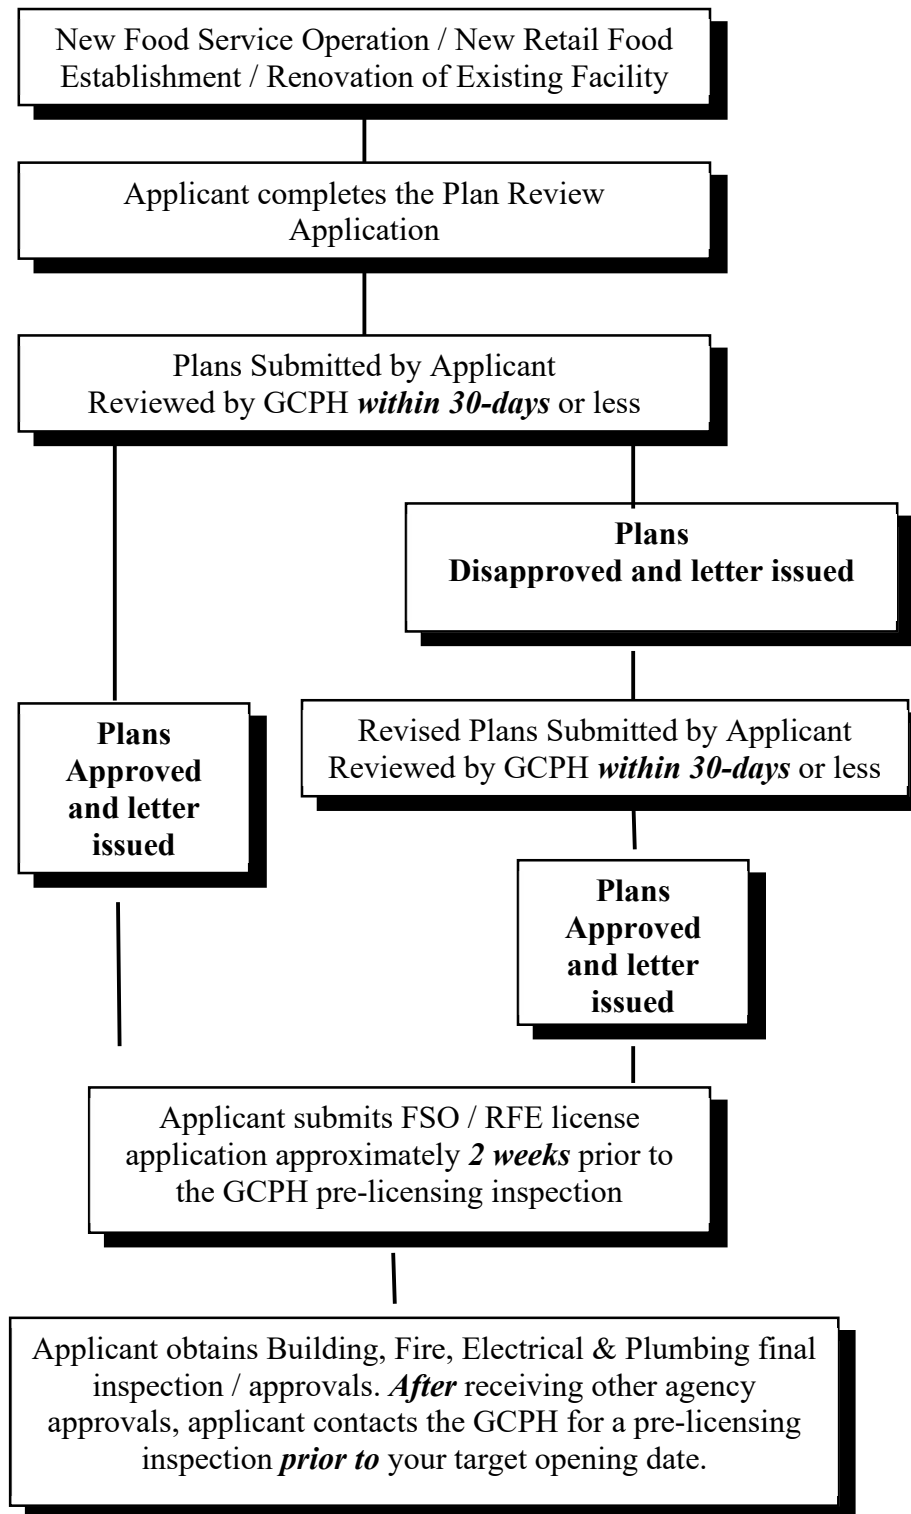 New Food Service Operation / New Retail Food
Establishment / Renovation of Existing Facility
Applicant completes the Plan Review
Application
Plans Submitted by Applicant
Reviewed by GCPH within 30-days or less
Plans
Disapproved and letter issued
Plans
Approved
and letter
issued
Revised Plans Submitted by Applicant
Reviewed by GCPH within 30-days or less
Plans
Approved
and letter
issued
Applicant submits FSO / RFE license
application approximately 2 weeks prior to
the GCPH pre-licensing inspection
Applicant obtains Building, Fire, Electrical & Plumbing final
inspection / approvals. After receiving other agency
approvals, applicant contacts the GCPH for a pre-licensing
inspection prior to your target opening date.